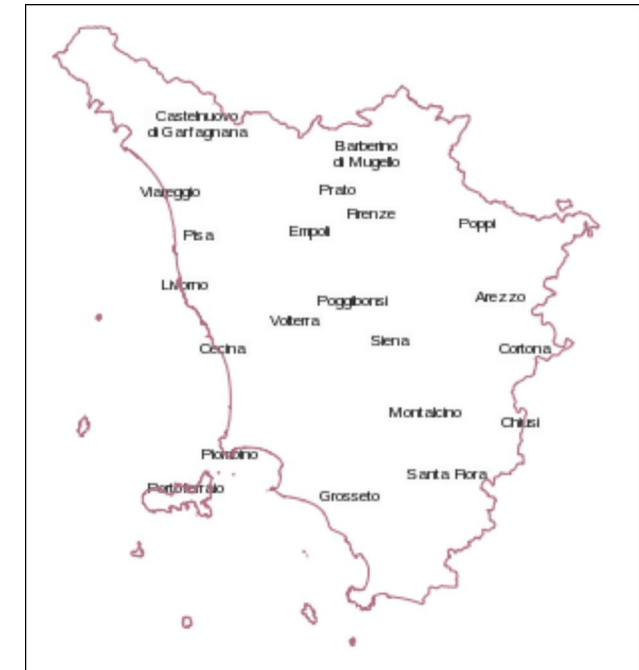 Castelnuovo
di Garfagnana
Barberino
di Mugello
Viareggio
Prato
Firenze
Poppi
Pisa
Empoli
Livorno
Poggibonsi
Arezzo
Volterra
Siena
Cecina
Cortona
Montalcino
Chiusi
Piombino
Santa Fiora
Portoferraio
Grosseto